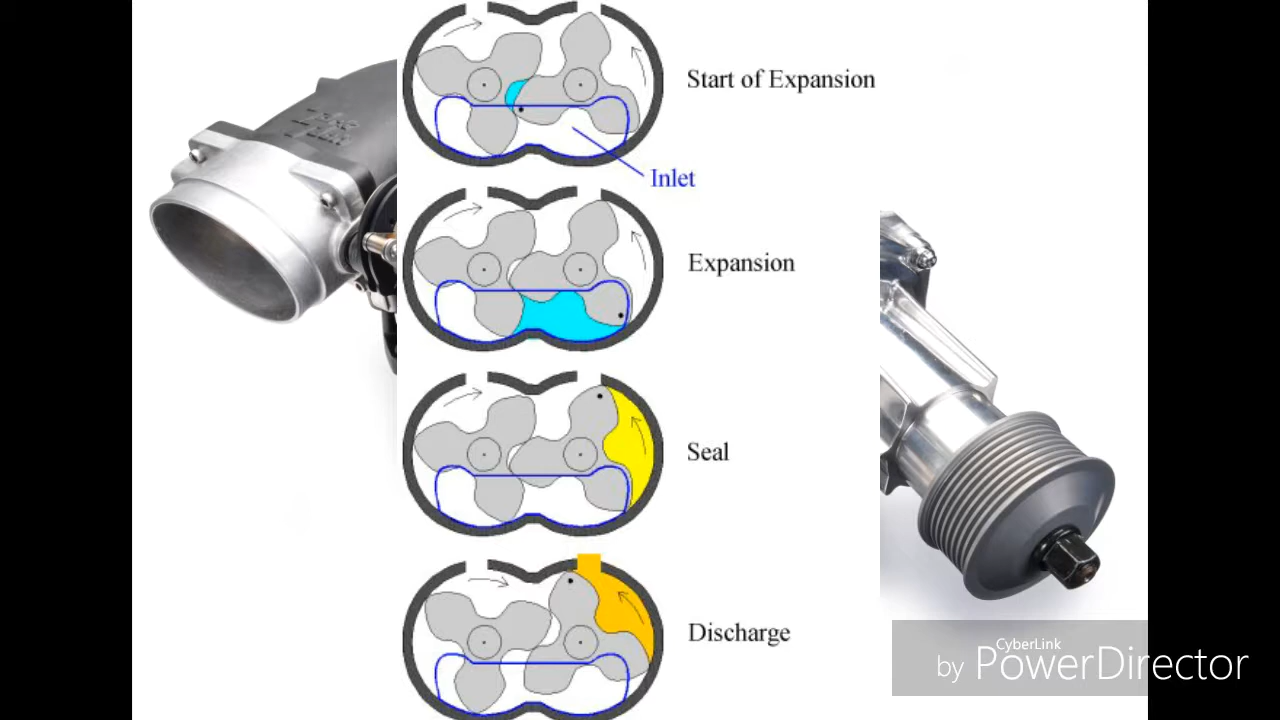 Start of Expansion
Inlet
Expansion
Seal
Discharge
CyberLink
by PowerDirector